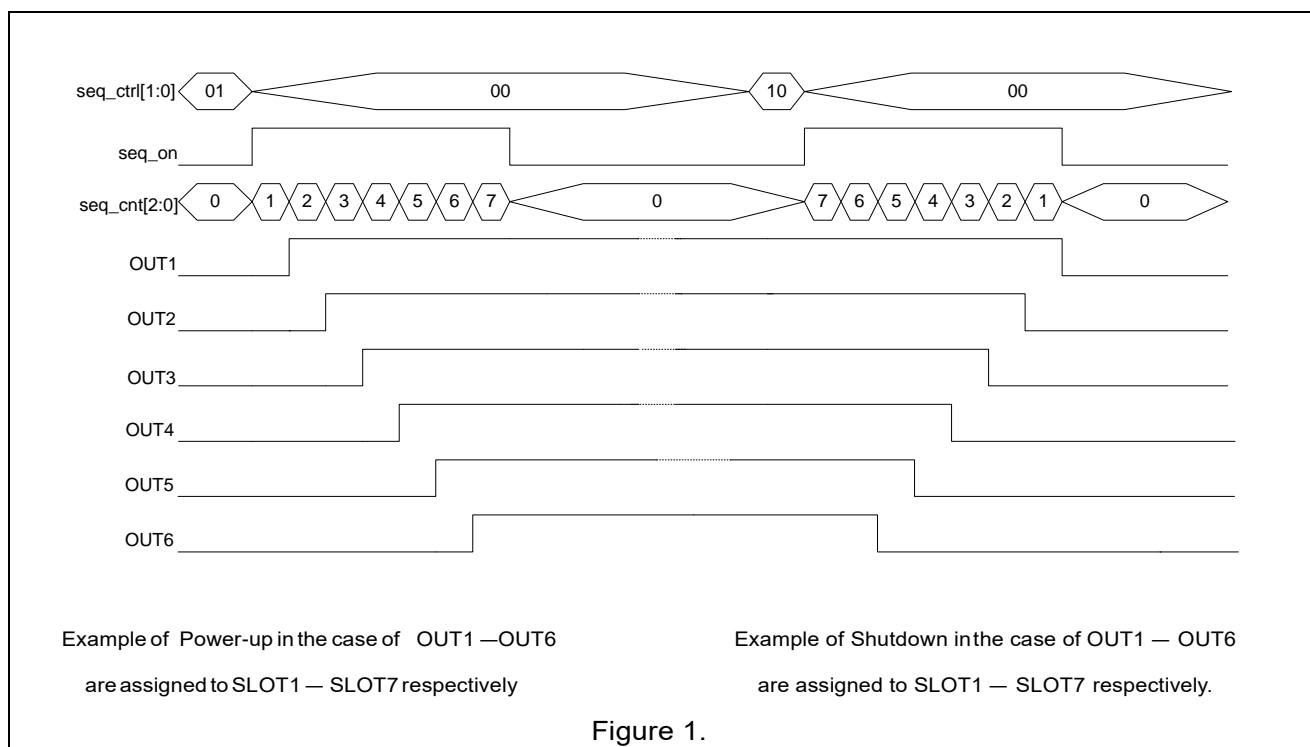 seq_ctrl[1:0] 01 00 10 00
seq_on
seq_cnt[2:0] 0 1 2 3 4 5 6 7 0 7 6 5 4 3 2 1 0
OUT1
OUT2
OUT3
OUT4
OUT5
OUT6
Example of Power-up in the case of OUT1 —OUT6
are assigned to SLOT1 — SLOT7 respectively
Example of Shutdown in the case of OUT1 — OUT6
are assigned to SLOT1 — SLOT7 respectively.
Figure 1.